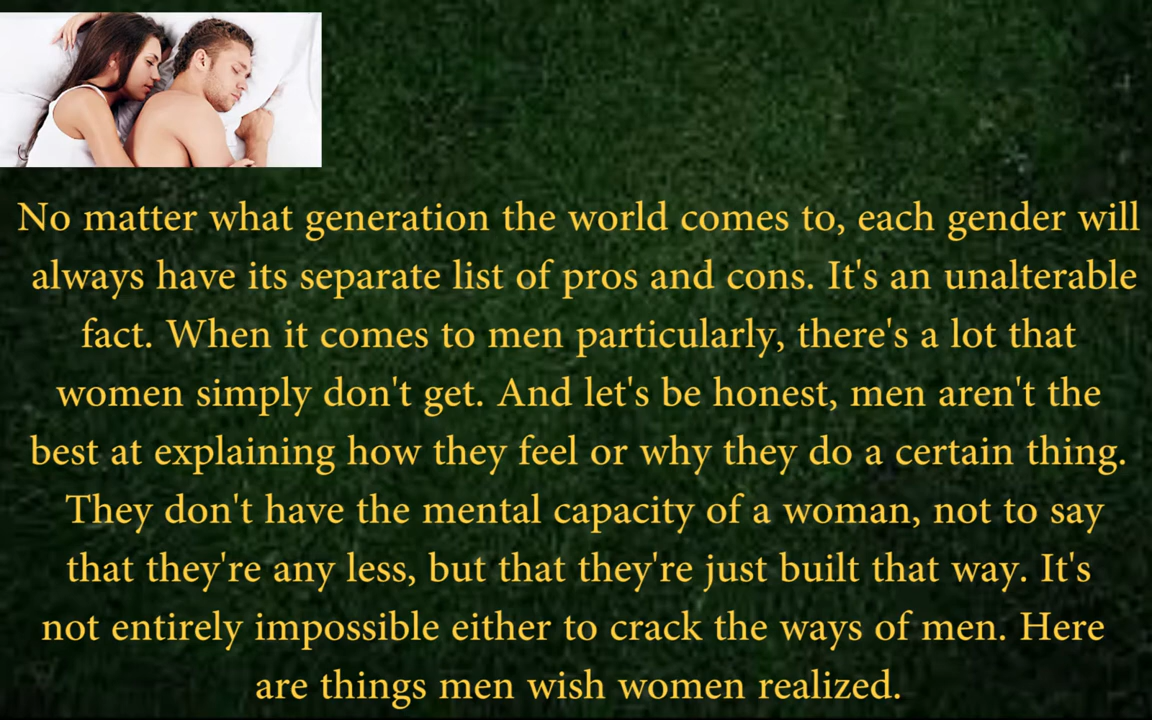 No matter what generation the world comes to, each gender will
always have its separate list of pros and cons. It's an unalterable
fact. When it comes to men particularly, there's a lot that
women simply don't get. And let's be honest, men aren't the
best at explaining how they feel or why they do a certain thing.
They don't have the mental capacity of a woman, not to say
that they're any less, but that they're just built that way. It's
not entirely impossible either to crack the ways of men. Here
are things men wish women realized.